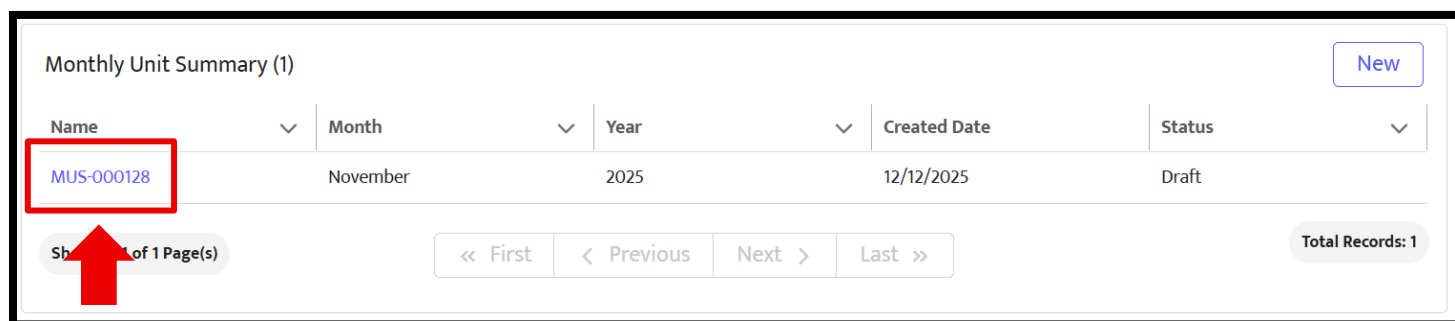 Monthly Unit Summary (1)
New
Name Month Year Created Date Status
MUS-000128 November 2025 12/12/2025 Draft
of 1 Page(s)
« First < Previous Next > Last »
Total Records: 1